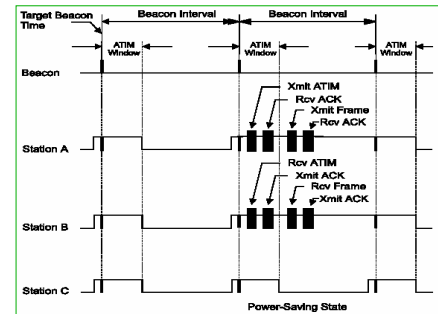 Target Beacon Time
Beacon Interval
Beacon Interval
ATIM Window
ATIM Window
ATIM Window
Beacon
Xmit ATIM
Rcv ACK
Xmit Frame
Rcv ACK
Station A
Rcv ATIM
Xmit ACK
Rcv Frame
Xmit ACK
Station B
Station C
Power-Saving State